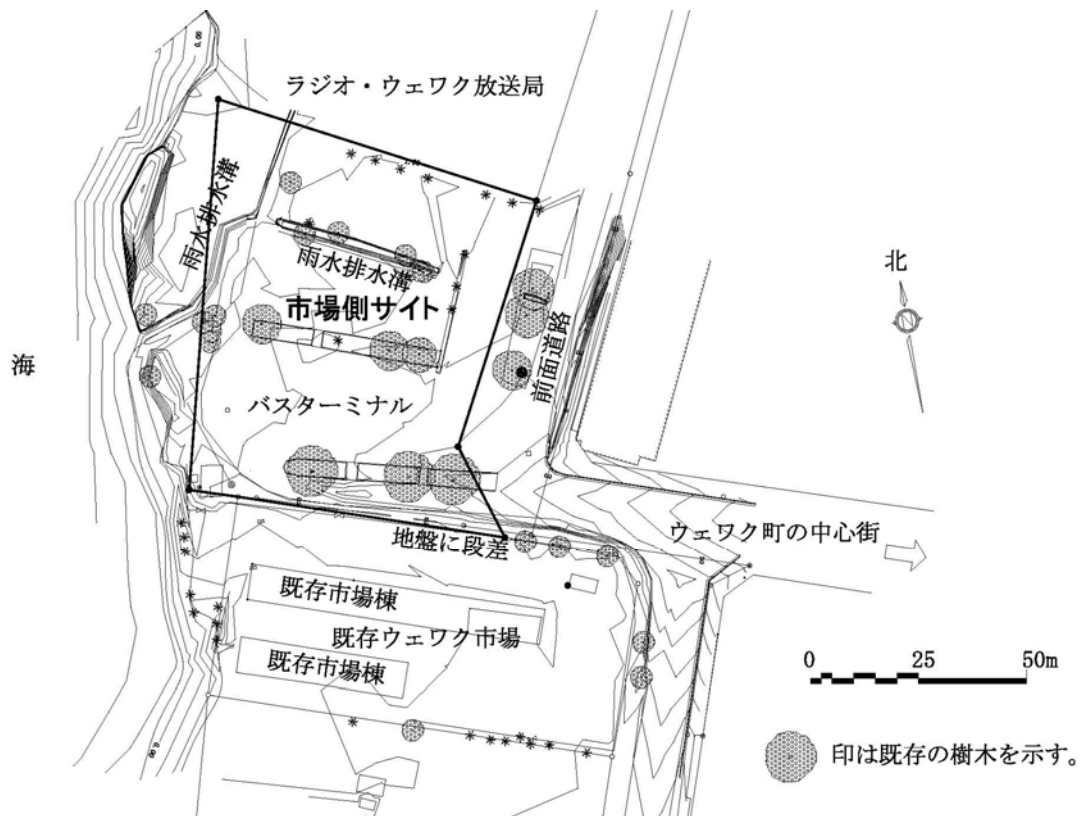 ラジオ・ウェワク放送局
雨水排水溝
雨水排水溝
市場側サイト
前面道路
北
海
バスターミナル
ウェワク町の中心街
地盤に段差
既存市場棟
既存ウェワク市場
既存市場棟
0 25 50m
印は既存の樹木を示す。
0.00
0.00